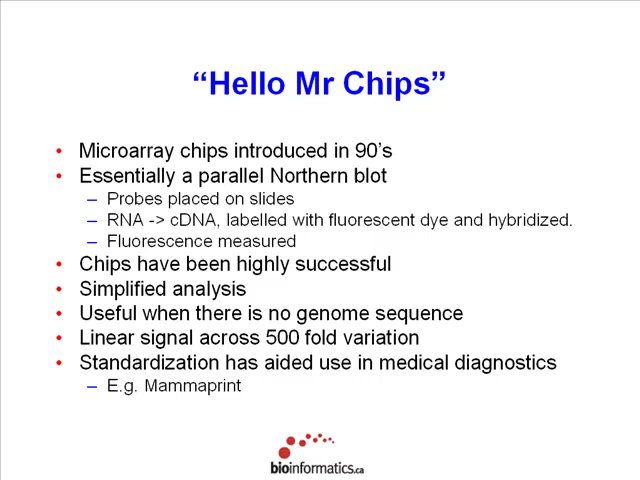 “Hello Mr Chips”
• Microarray chips introduced in 90’s
• Essentially a parallel Northern blot
– Probes placed on slides
– RNA -> cDNA, labelled with fluorescent dye and hybridized.
– Fluorescence measured
• Chips have been highly successful
• Simplified analysis
• Useful when there is no genome sequence
• Linear signal across 500 fold variation
• Standardization has aided use in medical diagnostics
– E.g. Mammaprint
bioinformatics.ca